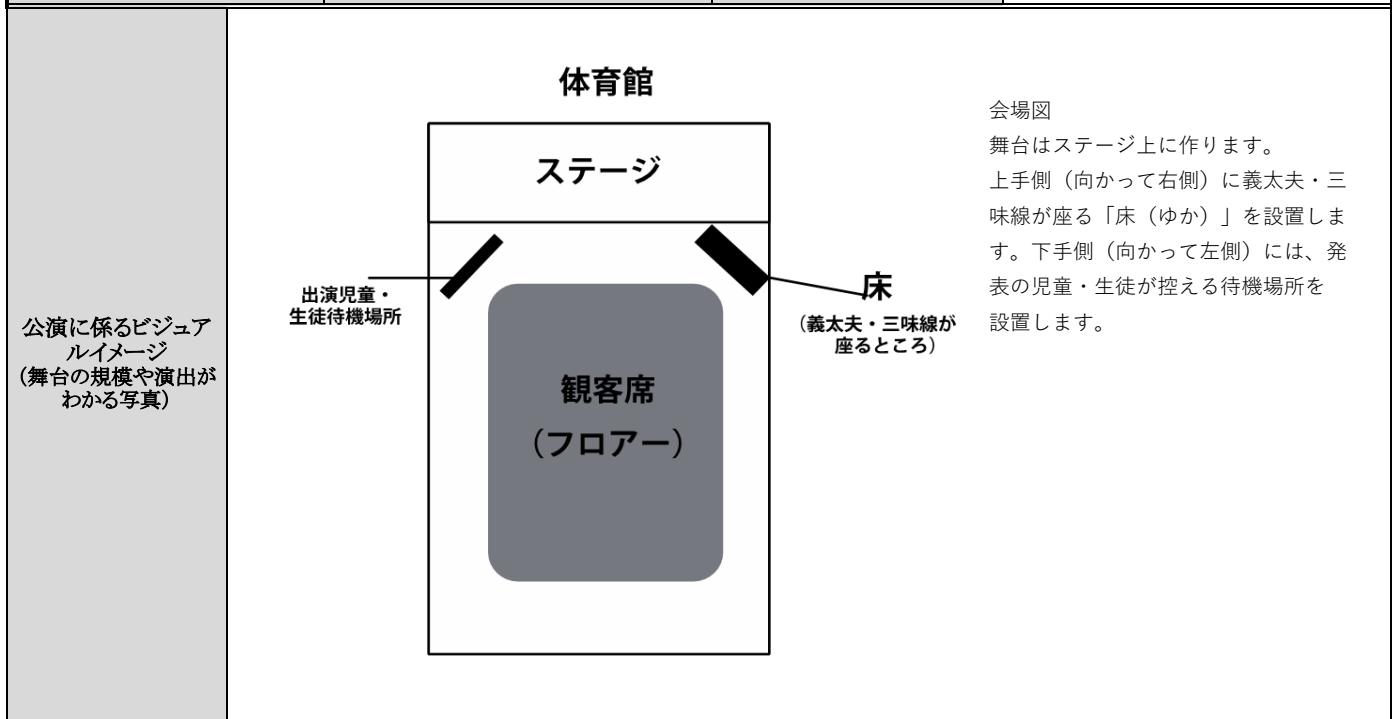 公演に係るビジュア
ルイメージ
（舞台の規模や演出が
わかる写真）
体育館
ステージ
出演児童・
生徒待機場所
床
（義太夫・三味線が
座るところ）
観客席
（フロアー）
会場図
舞台はステージ上に作ります。
上手側（向かって右側）に義太夫・三
味線が座る「床（ゆか）」を設置しま
す。下手側（向かって左側）には、発
表の児童・生徒が控える待機場所を
設置します。